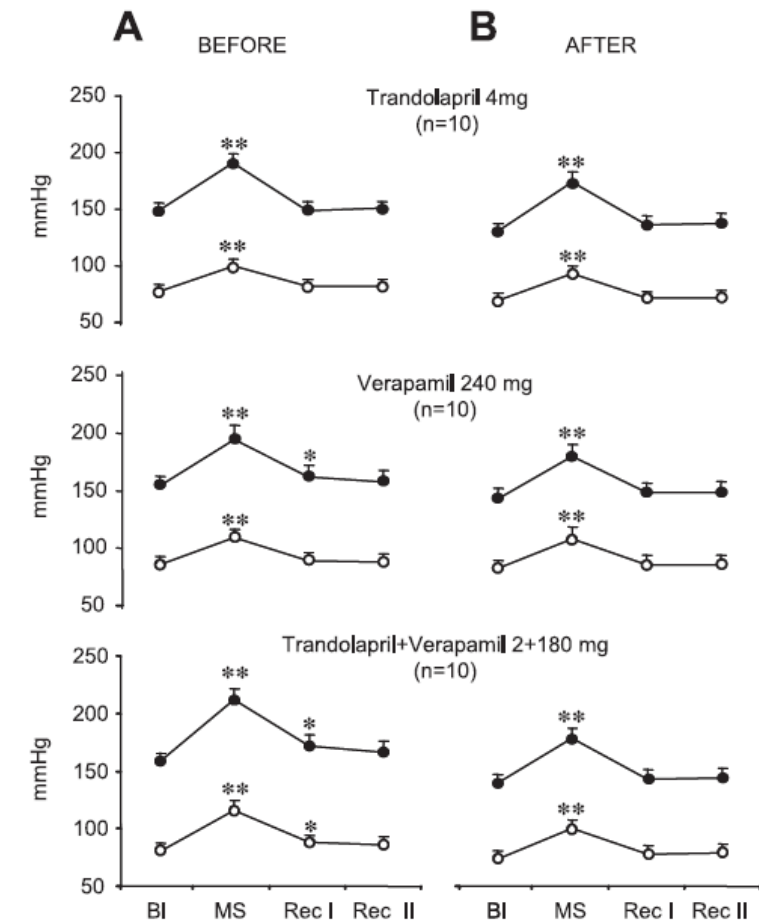 A B
BEFORE AFTER
Trandolapril 4mg
(n=10)
250
200
150
100
50
mmHg
**
**
**
**
Verapamil 240 mg
(n=10)
250
200
150
100
50
mmHg
**
*
**
**
**
Trandolapril+Verapamil 2+180 mg
(n=10)
250
200
150
100
50
mmHg
**
*
**
*
**
**
BI MS Rec I Rec II BI MS Rec I Rec II